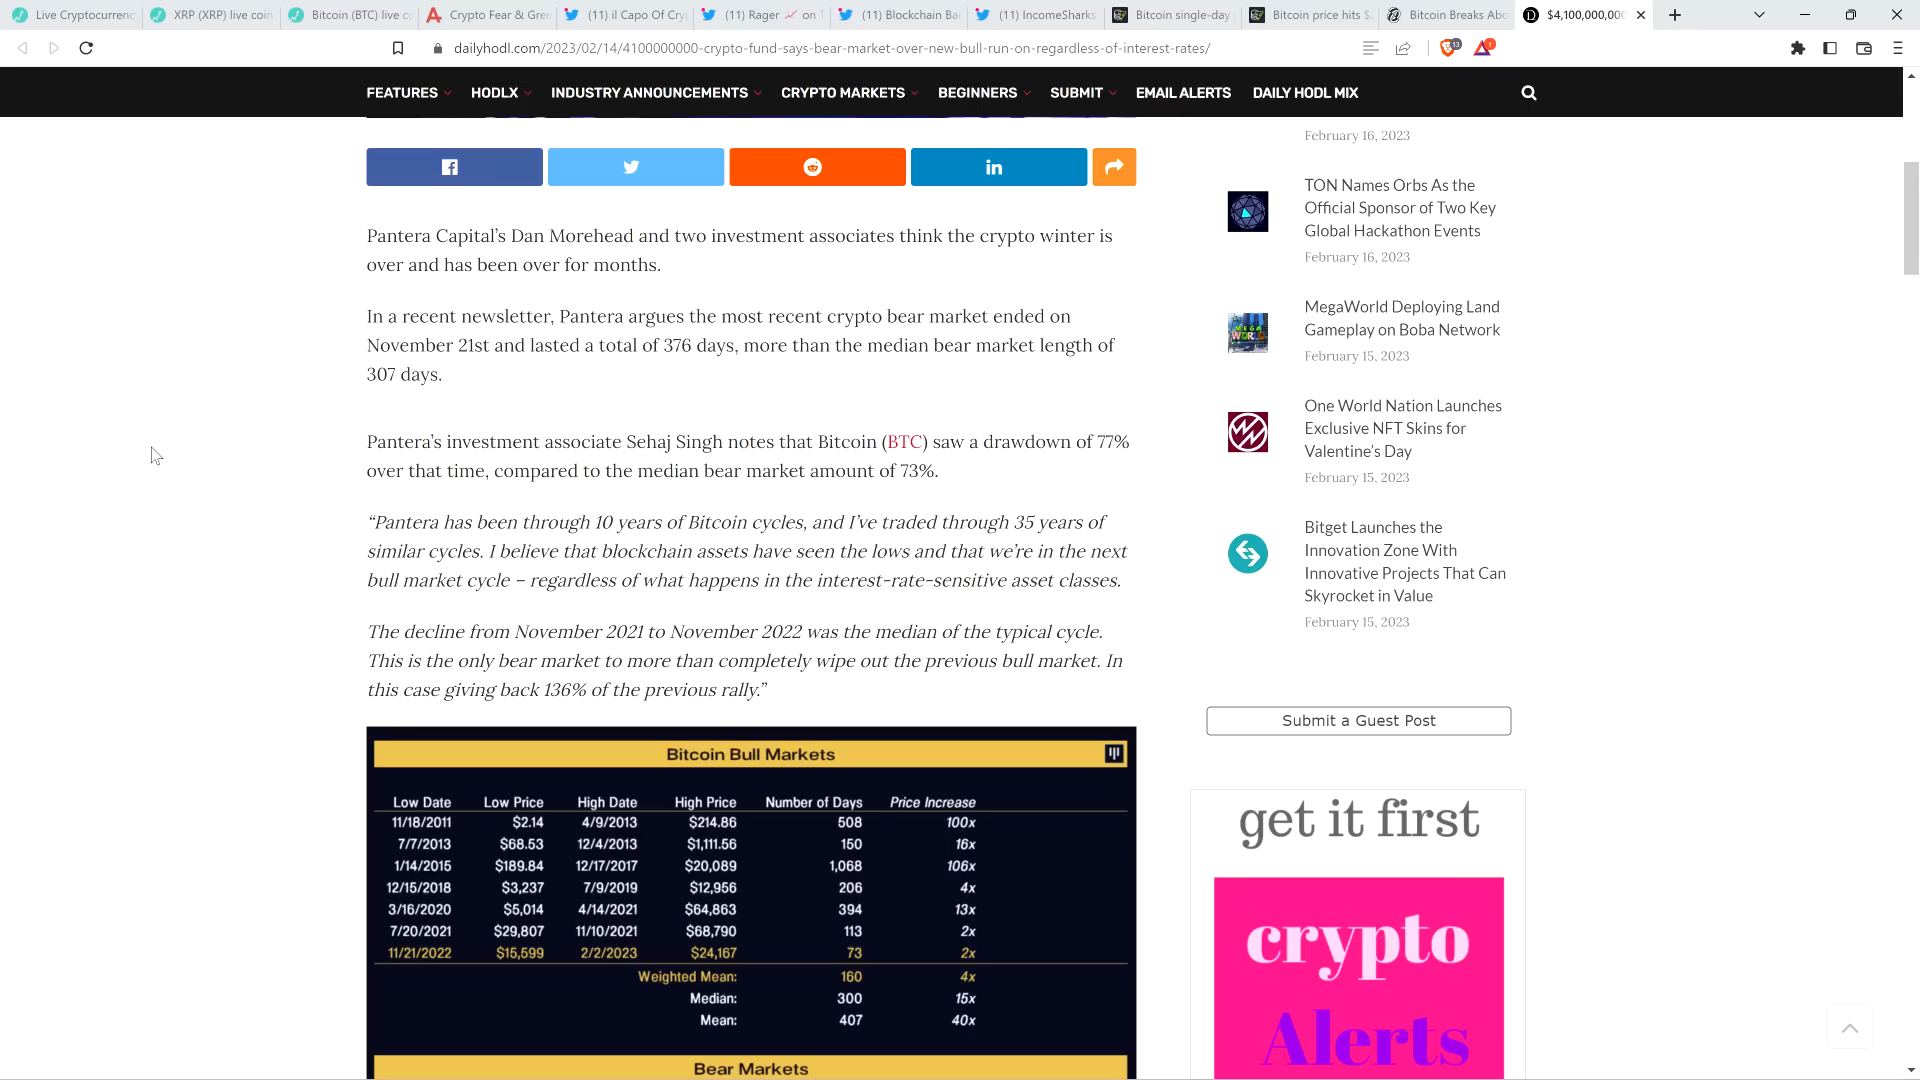 Live Cryptocurrenc
XRP (XRP) live coin
Bitcoin (BTC) live co
Crypto Fear & Gree
(11) il Capo Of Cry
(11) Rager 📈 on T
(11) Blockchain Bac
(11) IncomeSharks
Bitcoin single-day
Bitcoin price hits $
Bitcoin Breaks Abo
$4,100,000,000
dailyhodl.com/2023/02/14/4100000000-crypto-fund-says-bear-market-over-new-bull-run-on-regardless-of-interest-rates/
13
1
FEATURES HODLX INDUSTRY ANNOUNCEMENTS CRYPTO MARKETS BEGINNERS SUBMIT EMAIL ALERTS DAILY HODL MIX
Pantera Capital's Dan Morehead and two investment associates think the crypto winter is
over and has been over for months.
In a recent newsletter, Pantera argues the most recent crypto bear market ended on
November 21st and lasted a total of 376 days, more than the median bear market length of
307 days.
Pantera's investment associate Sehaj Singh notes that Bitcoin (BTC) saw a drawdown of 77%
over that time, compared to the median bear market amount of 73%.
“Pantera has been through 10 years of Bitcoin cycles, and I've traded through 35 years of
similar cycles. I believe that blockchain assets have seen the lows and that we're in the next
bull market cycle – regardless of what happens in the interest-rate-sensitive asset classes.
The decline from November 2021 to November 2022 was the median of the typical cycle.
This is the only bear market to more than completely wipe out the previous bull market. In
this case giving back 136% of the previous rally.”
Bitcoin Bull Markets
Low Date Low Price High Date High Price Number of Days Price Increase
11/18/2011 $2.14 4/9/2013 $214.86 508 100x
7/7/2013 $68.53 12/4/2013 $1,111.56 150 16x
1/14/2015 $189.84 12/17/2017 $20,089 1,068 106x
12/15/2018 $3,237 7/9/2019 $12,956 206 4x
3/16/2020 $5,014 4/14/2021 $64,863 394 13x
7/20/2021 $29,807 11/10/2021 $68,790 113 2x
11/21/2022 $15,599 2/2/2023 $24,167 73 2x
Weighted Mean: 160 4x
Median: 300 15x
Mean: 407 40x
Bear Markets
February 16, 2023
TON Names Orbs As the
Official Sponsor of Two Key
Global Hackathon Events
February 16, 2023
MEGA
WORLD
MegaWorld Deploying Land
Gameplay on Boba Network
February 15, 2023
One World Nation Launches
Exclusive NFT Skins for
Valentine's Day
February 15, 2023
Bitget Launches the
Innovation Zone With
Innovative Projects That Can
Skyrocket in Value
February 15, 2023
Submit a Guest Post
get it first
crypto
Alerts